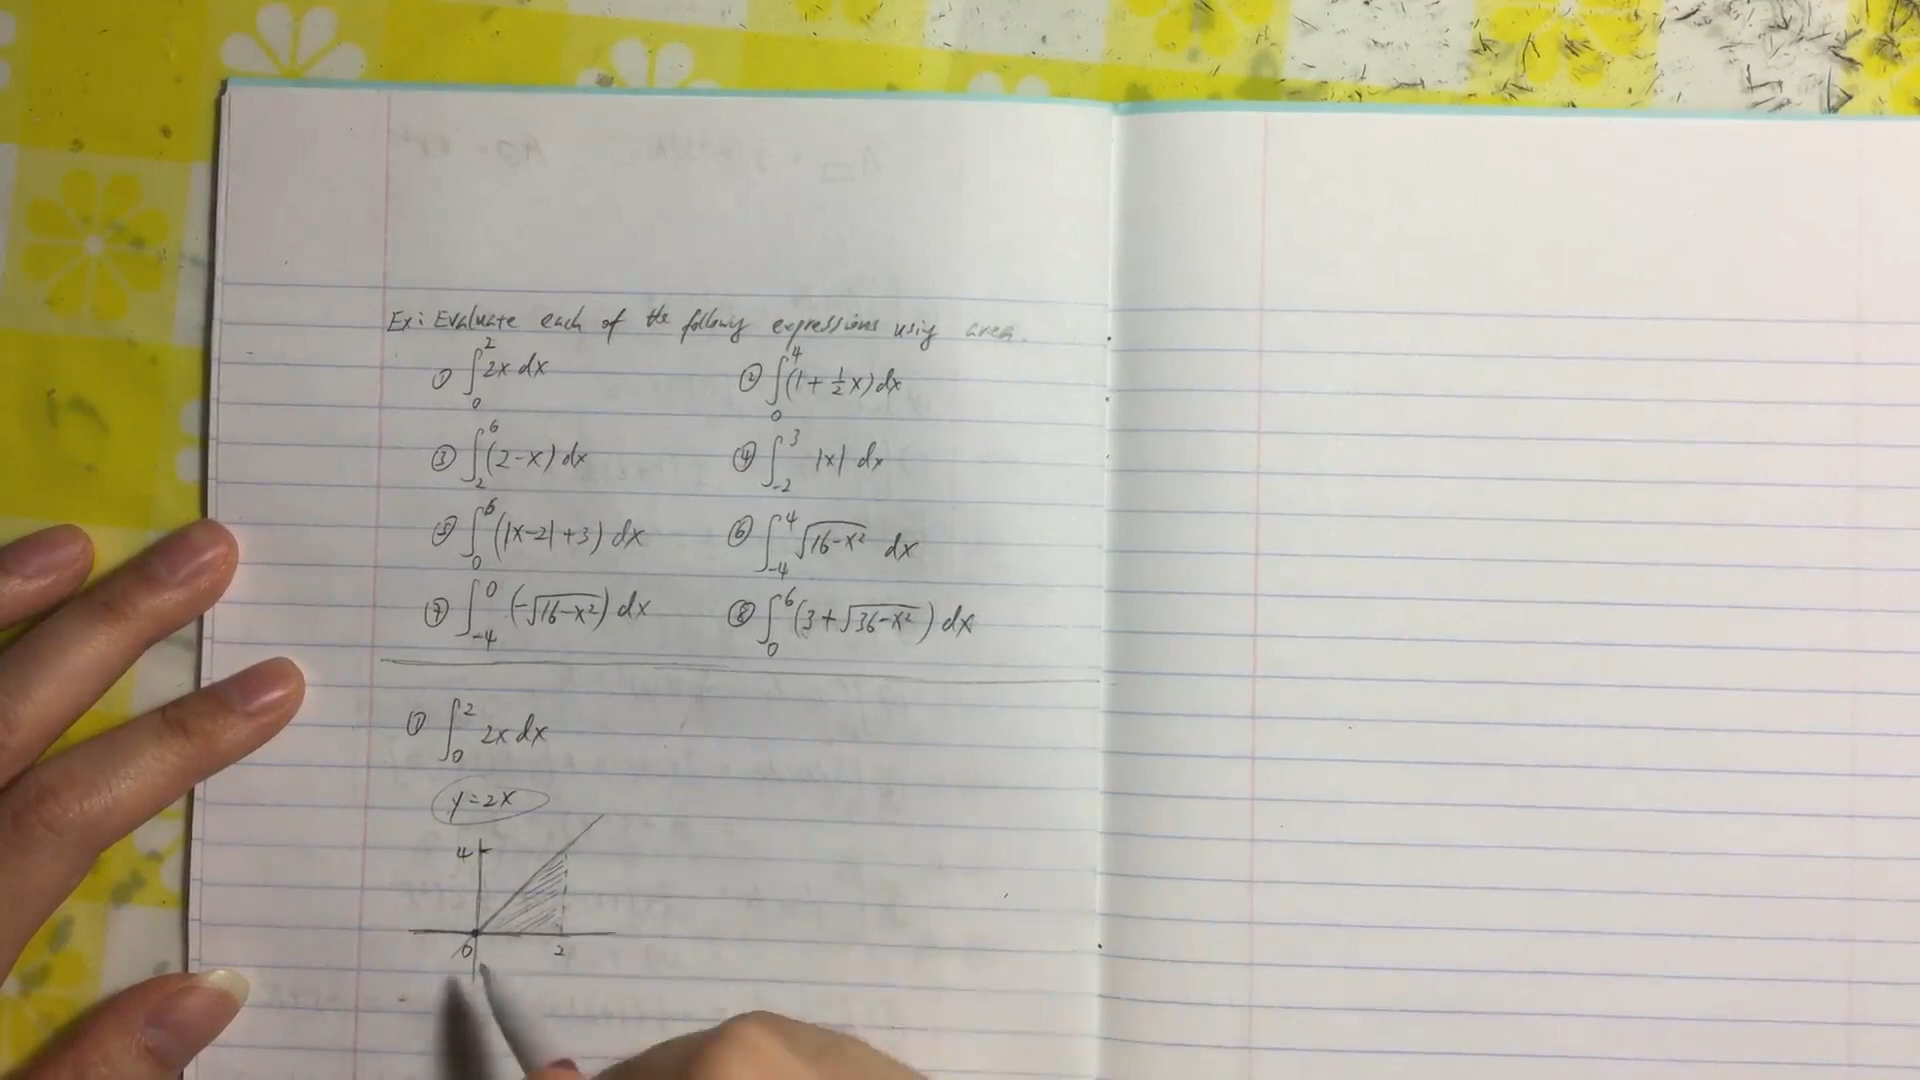 Ex: Evaluate each of the following expressions using area.
① ∫₀² 2x dx ② ∫₀⁴ (1 + ½x) dx
③ ∫₂⁶ (2-x) dx ④ ∫₋₂³ |x| dx
⑤ ∫₀⁶ (|x-2| + 3) dx ⑥ ∫₋₄⁴ √(16-x²) dx
⑦ ∫₋₄⁰ (-√(16-x²)) dx ⑧ ∫₀⁶ (3 + √(36-x²)) dx
① ∫₀² 2x dx
y = 2x
4
0 2